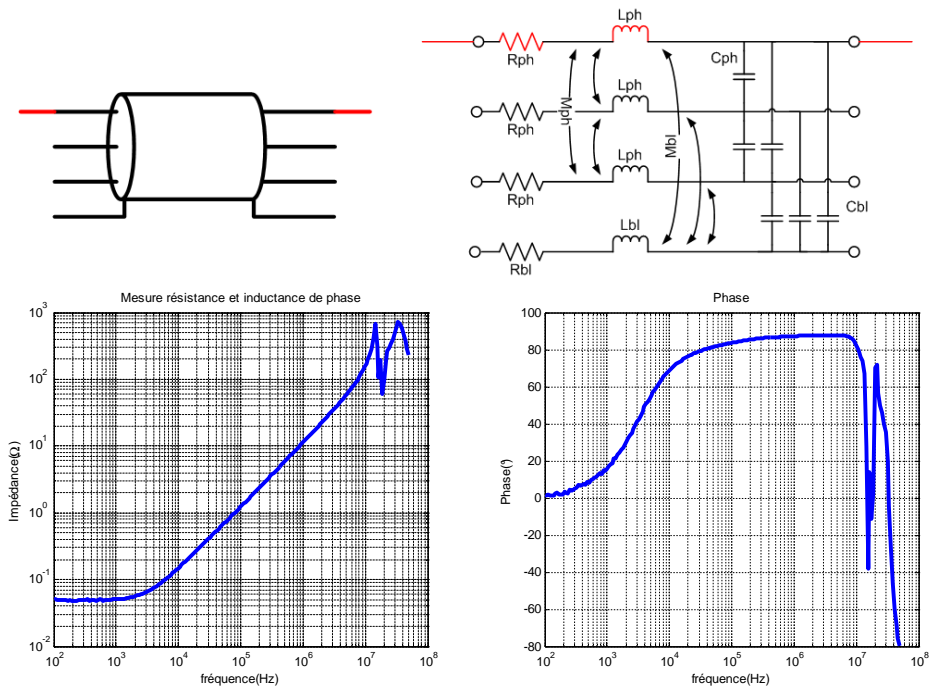 Lph
Rph
Cph
Lph
Rph
Mph
Lph
Mbl
Rph
Lbl
Cbl
Rbl
Mesure résistance et inductance de phase
10^3
10^2
10^1
10^0
10^-1
10^-2
Impédance(Ω)
10^2 10^3 10^4 10^5 10^6 10^7 10^8
fréquence(Hz)
Phase
100
80
60
40
20
0
-20
-40
-60
-80
Phase(°)
10^2 10^3 10^4 10^5 10^6 10^7 10^8
fréquence(Hz)